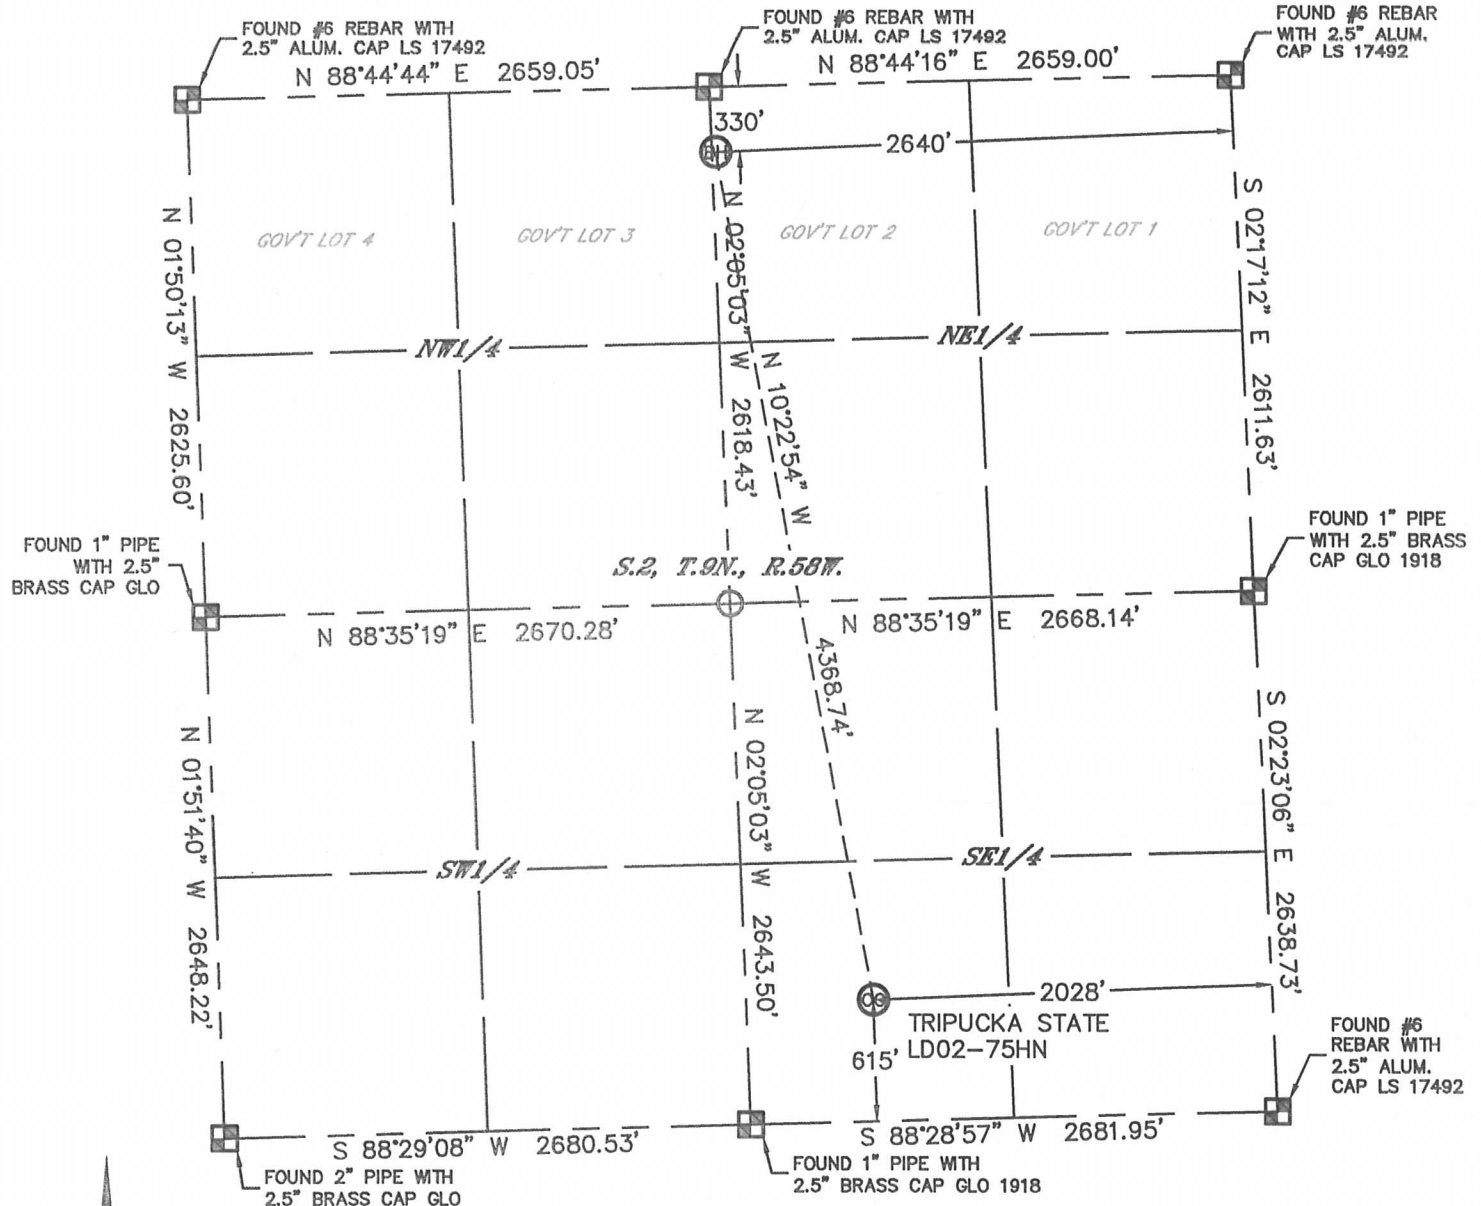 FOUND #6 REBAR WITH
2.5" ALUM. CAP LS 17492
FOUND #6 REBAR WITH
2.5" ALUM. CAP LS 17492
FOUND #6 REBAR
WITH 2.5" ALUM.
CAP LS 17492
N 88°44'44" E 2659.05'
N 88°44'16" E 2659.00'
330'
BH
2640'
N 01°50'13" W 2625.60'
GOV'T LOT 4
GOV'T LOT 3
GOV'T LOT 2
GOV'T LOT 1
N 02°05'03" W 2618.43'
S 02°17'12" E 2611.63'
NW1/4
NE1/4
N 10°22'54" W
4368.74'
FOUND 1" PIPE
WITH 2.5"
BRASS CAP GLO
S.2, T.9N., R.58W.
FOUND 1" PIPE
WITH 2.5" BRASS
CAP GLO 1918
N 88°35'19" E 2670.28'
N 88°35'19" E 2668.14'
N 01°51'40" W 2648.22'
N 02°05'03" W 2643.50'
S 02°23'06" E 2638.73'
SW1/4
SE1/4
OG
2028'
TRIPUCKA STATE
LD02-75HN
615'
FOUND #6
REBAR WITH
2.5" ALUM.
CAP LS 17492
S 88°29'08" W 2680.53'
S 88°28'57" W 2681.95'
FOUND 2" PIPE WITH
2.5" BRASS CAP GLO
FOUND 1" PIPE WITH
2.5" BRASS CAP GLO 1918